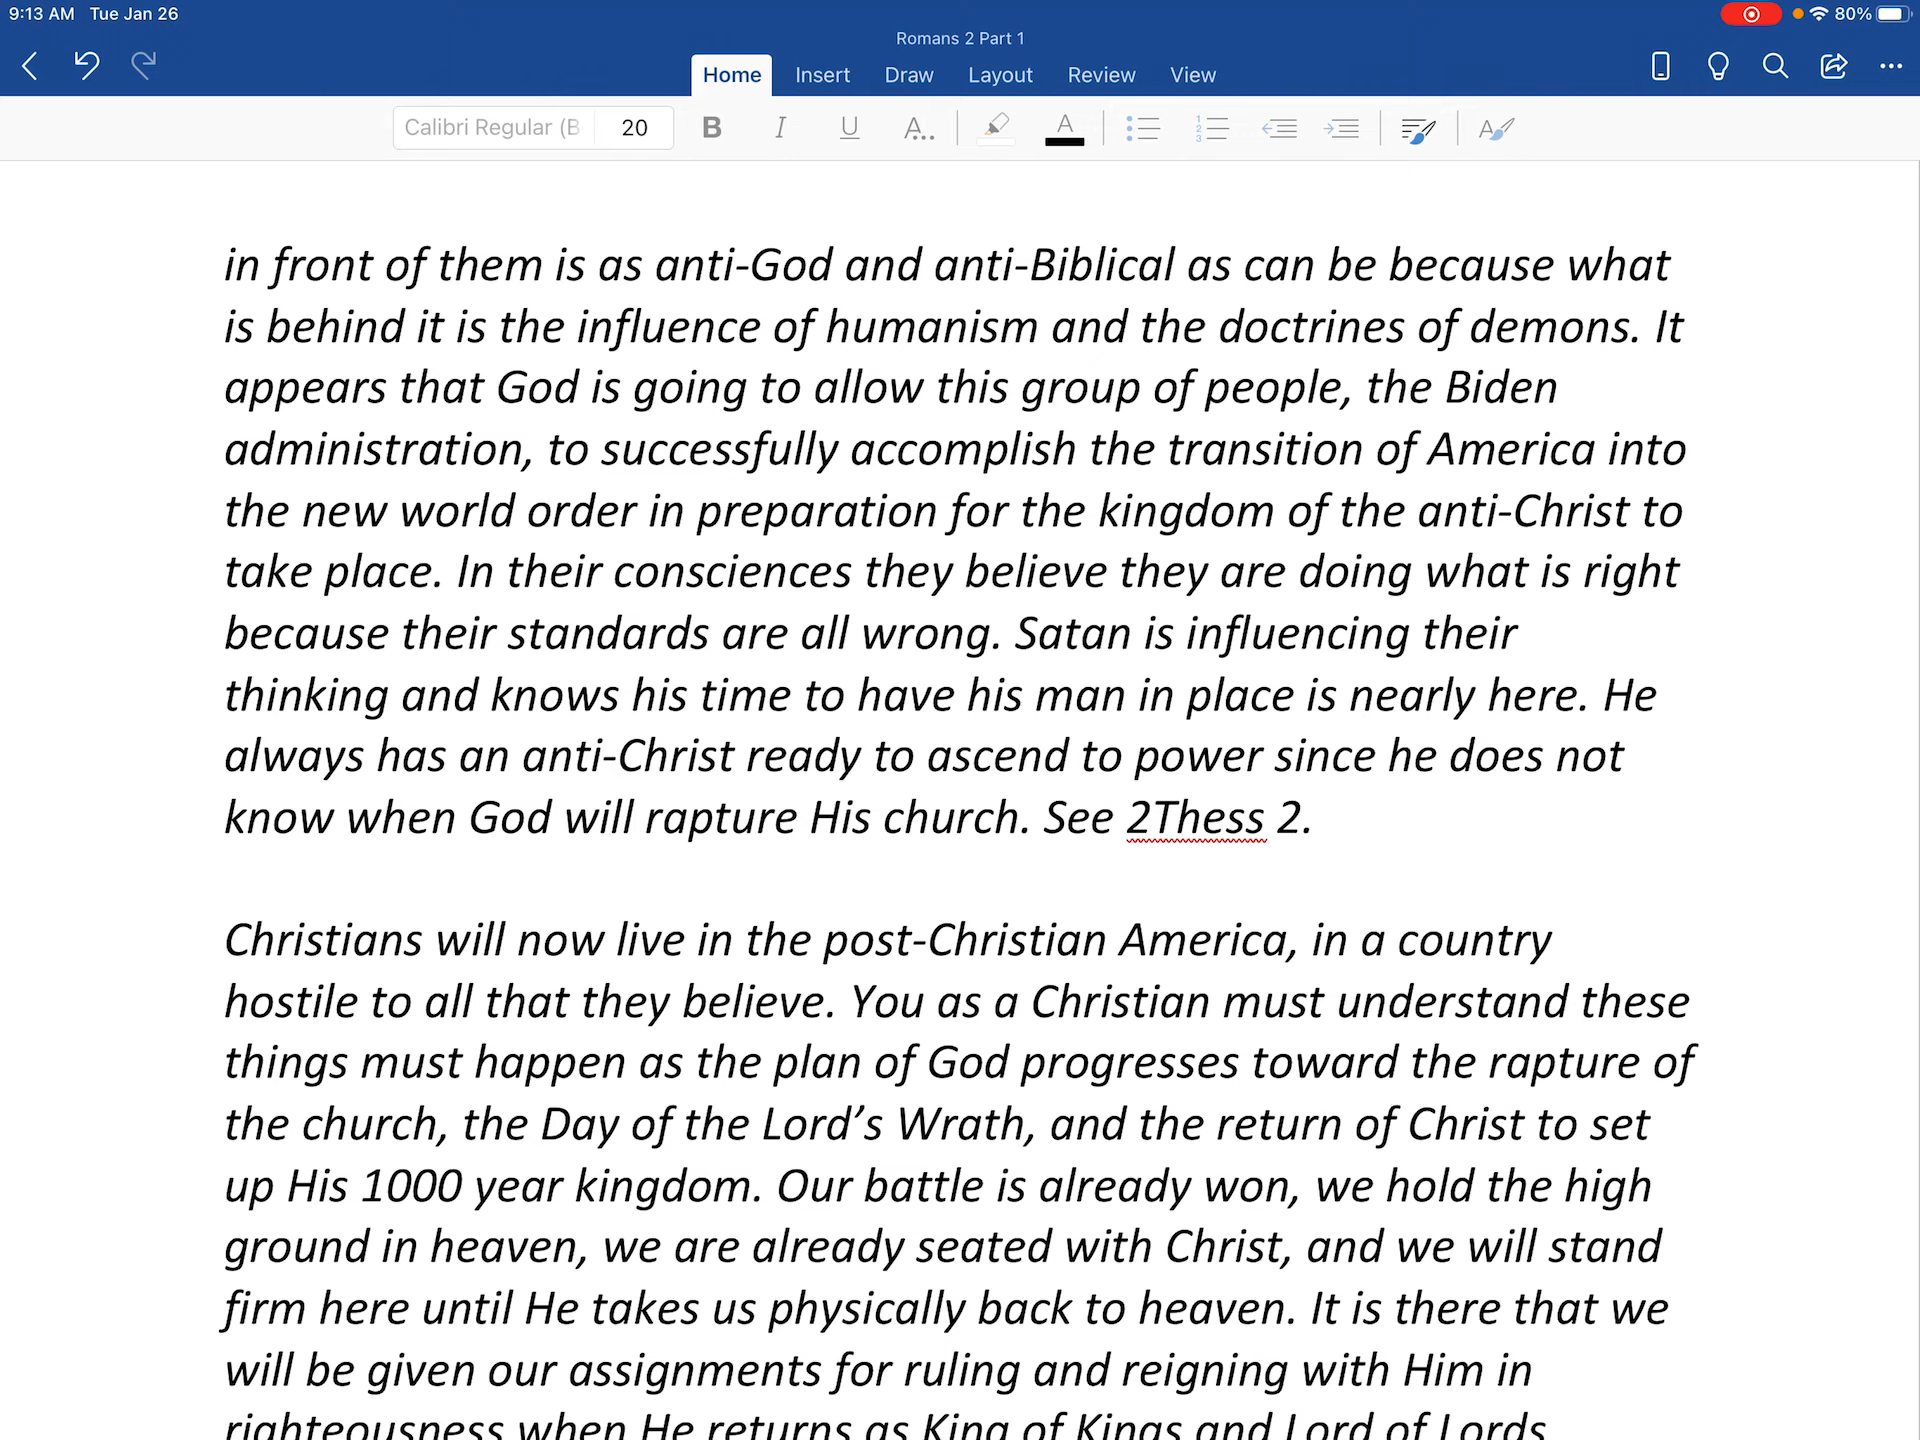 9:13 AM Tue Jan 26
80%
Romans 2 Part 1
Home Insert Draw Layout Review View
Calibri Regular (B 20 B I U A.. A
in front of them is as anti-God and anti-Biblical as can be because what
is behind it is the influence of humanism and the doctrines of demons. It
appears that God is going to allow this group of people, the Biden
administration, to successfully accomplish the transition of America into
the new world order in preparation for the kingdom of the anti-Christ to
take place. In their consciences they believe they are doing what is right
because their standards are all wrong. Satan is influencing their
thinking and knows his time to have his man in place is nearly here. He
always has an anti-Christ ready to ascend to power since he does not
know when God will rapture His church. See 2Thess 2.
Christians will now live in the post-Christian America, in a country
hostile to all that they believe. You as a Christian must understand these
things must happen as the plan of God progresses toward the rapture of
the church, the Day of the Lord’s Wrath, and the return of Christ to set
up His 1000 year kingdom. Our battle is already won, we hold the high
ground in heaven, we are already seated with Christ, and we will stand
firm here until He takes us physically back to heaven. It is there that we
will be given our assignments for ruling and reigning with Him in
righteousness when He returns as King of Kings and Lord of Lords